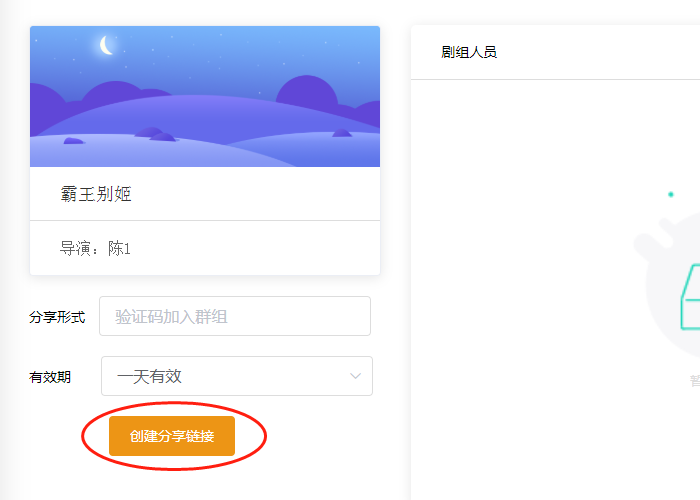 剧组人员
霸王别姬
导演：陈1
分享形式 验证码加入群组
有效期 一天有效
创建分享链接
暂